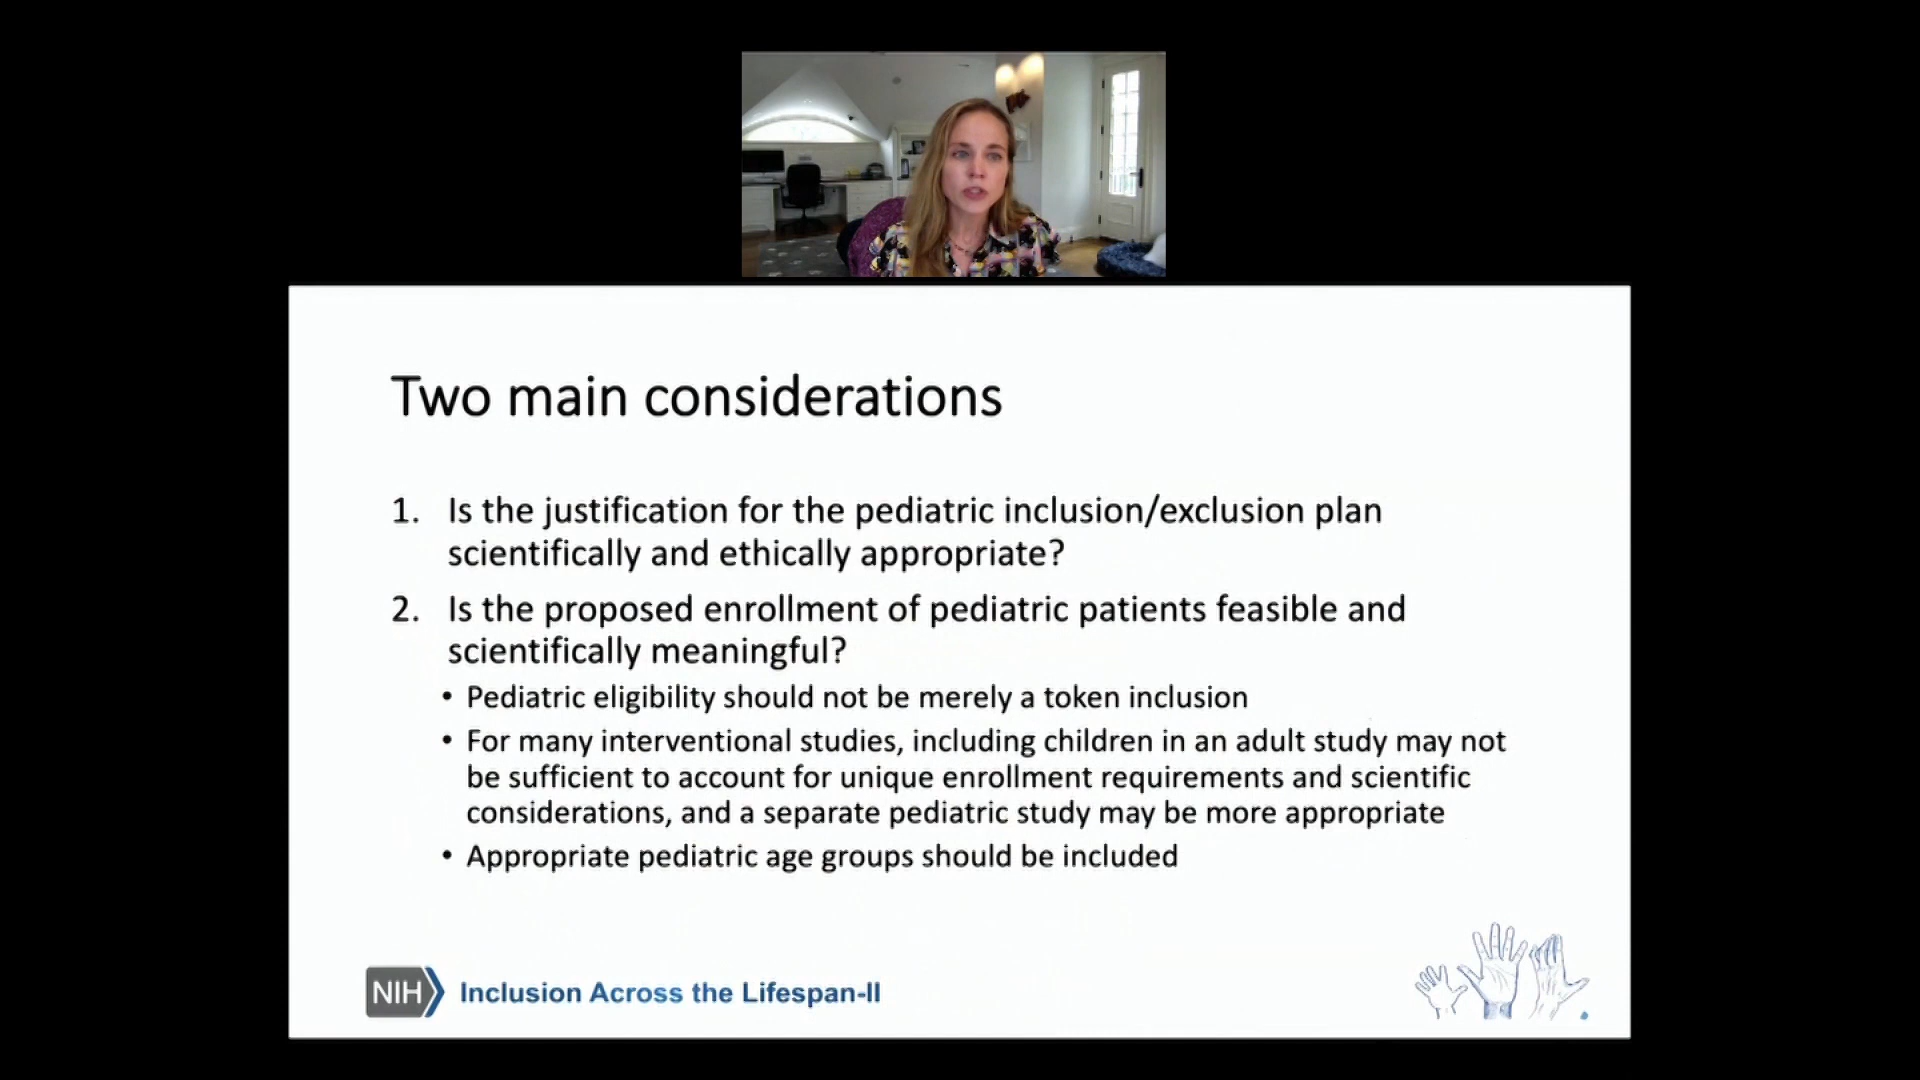 Two main considerations
1. Is the justification for the pediatric inclusion/exclusion plan
scientifically and ethically appropriate?
2. Is the proposed enrollment of pediatric patients feasible and
scientifically meaningful?
• Pediatric eligibility should not be merely a token inclusion
• For many interventional studies, including children in an adult study may not
be sufficient to account for unique enrollment requirements and scientific
considerations, and a separate pediatric study may be more appropriate
• Appropriate pediatric age groups should be included
NIH Inclusion Across the Lifespan-II